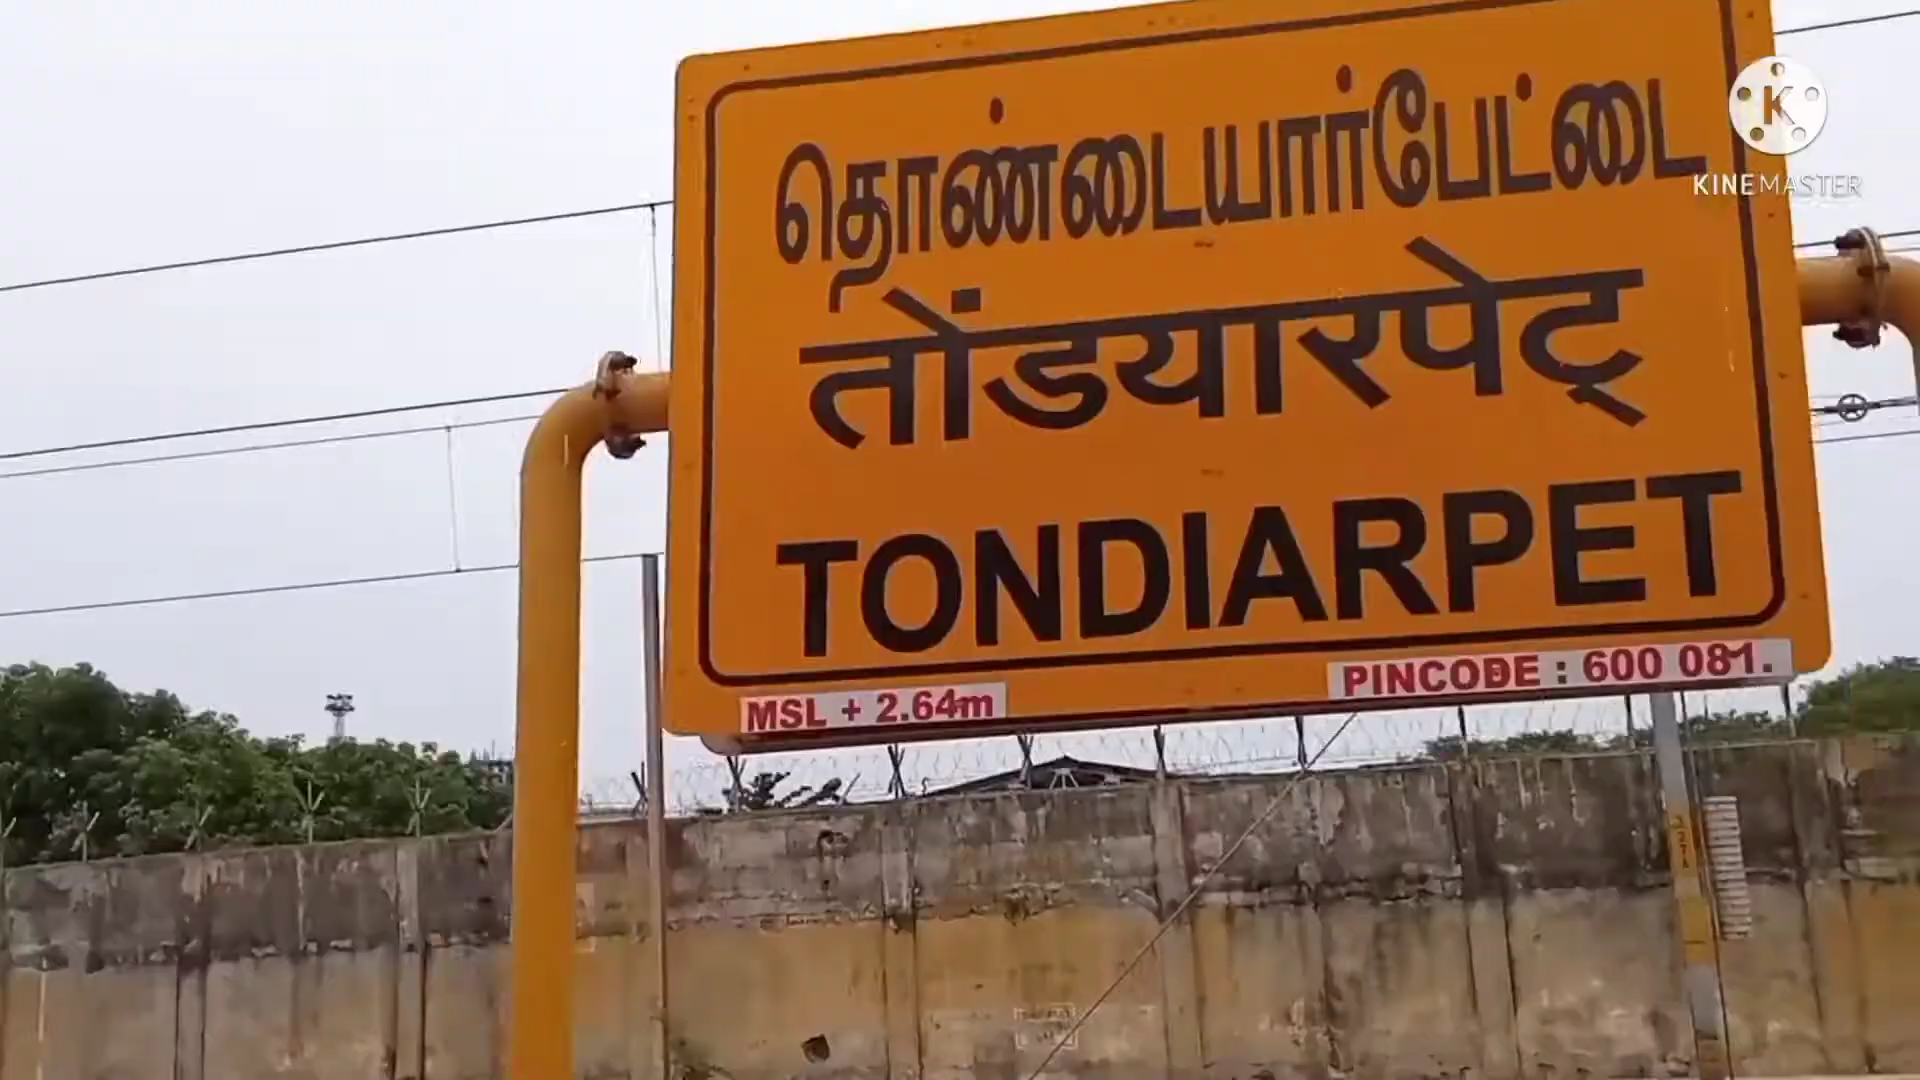 தொண்டையார்பேட்டை
तोंडयारपेट्
TONDIARPET
MSL + 2.64m
PINCODE : 600 081.
K
KINEMASTER